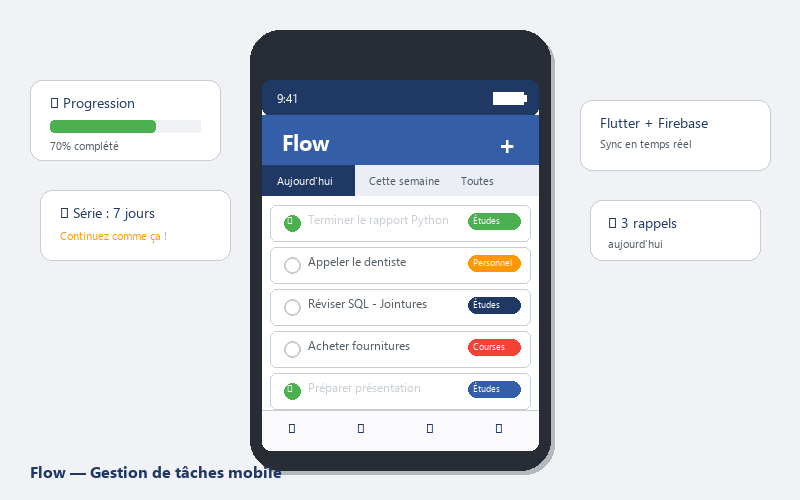 Progression
70% complété
Série : 7 jours
Continuez comme ça !
9:41
Flow
+
Aujourd'hui
Cette semaine
Toutes
Terminer le rapport Python
Études
Appeler le dentiste
Personnel
Réviser SQL - Jointures
Études
Acheter fournitures
Courses
Préparer présentation
Études
Flutter + Firebase
Sync en temps réel
3 rappels
aujourd'hui
Flow — Gestion de tâches mobile